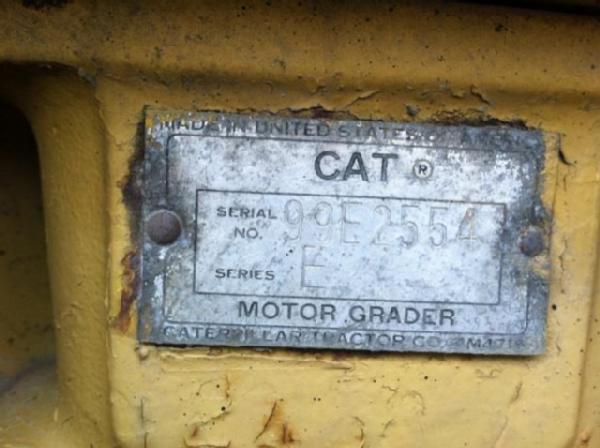 MADE IN UNITED STATES
CAT ®
SERIAL NO. 99E2554
SERIES E
MOTOR GRADER
CATERPILLAR TRACTOR CO.